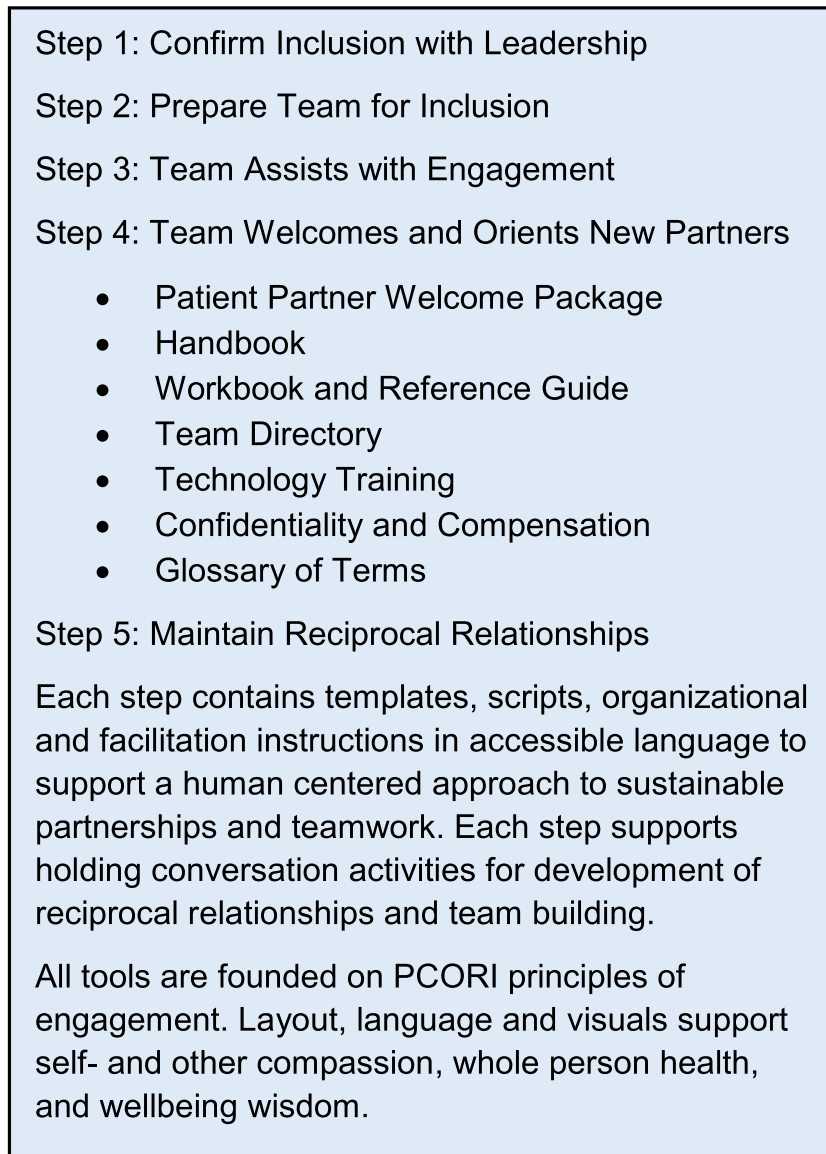 Step 1: Confirm Inclusion with Leadership
Step 2: Prepare Team for Inclusion
Step 3: Team Assists with Engagement
Step 4: Team Welcomes and Orients New Partners
• Patient Partner Welcome Package
• Handbook
• Workbook and Reference Guide
• Team Directory
• Technology Training
• Confidentiality and Compensation
• Glossary of Terms
Step 5: Maintain Reciprocal Relationships
Each step contains templates, scripts, organizational
and facilitation instructions in accessible language to
support a human centered approach to sustainable
partnerships and teamwork. Each step supports
holding conversation activities for development of
reciprocal relationships and team building.
All tools are founded on PCORI principles of
engagement. Layout, language and visuals support
self- and other compassion, whole person health,
and wellbeing wisdom.